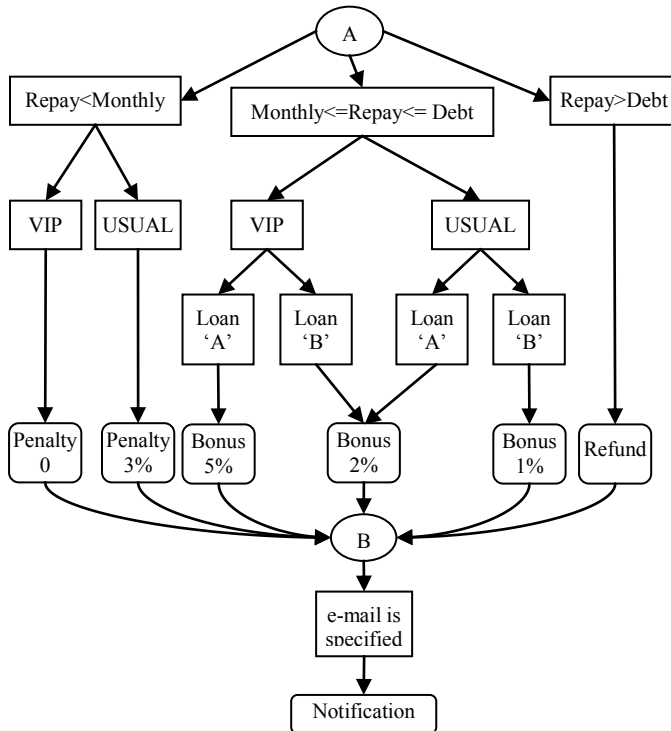 A
Repay<Monthly
Monthly<=Repay<= Debt
Repay>Debt
VIP
USUAL
VIP
USUAL
Loan
‘A’
Loan
‘B’
Loan
‘A’
Loan
‘B’
Penalty
0
Penalty
3%
Bonus
5%
Bonus
2%
Bonus
1%
Refund
B
e-mail is
specified
Notification